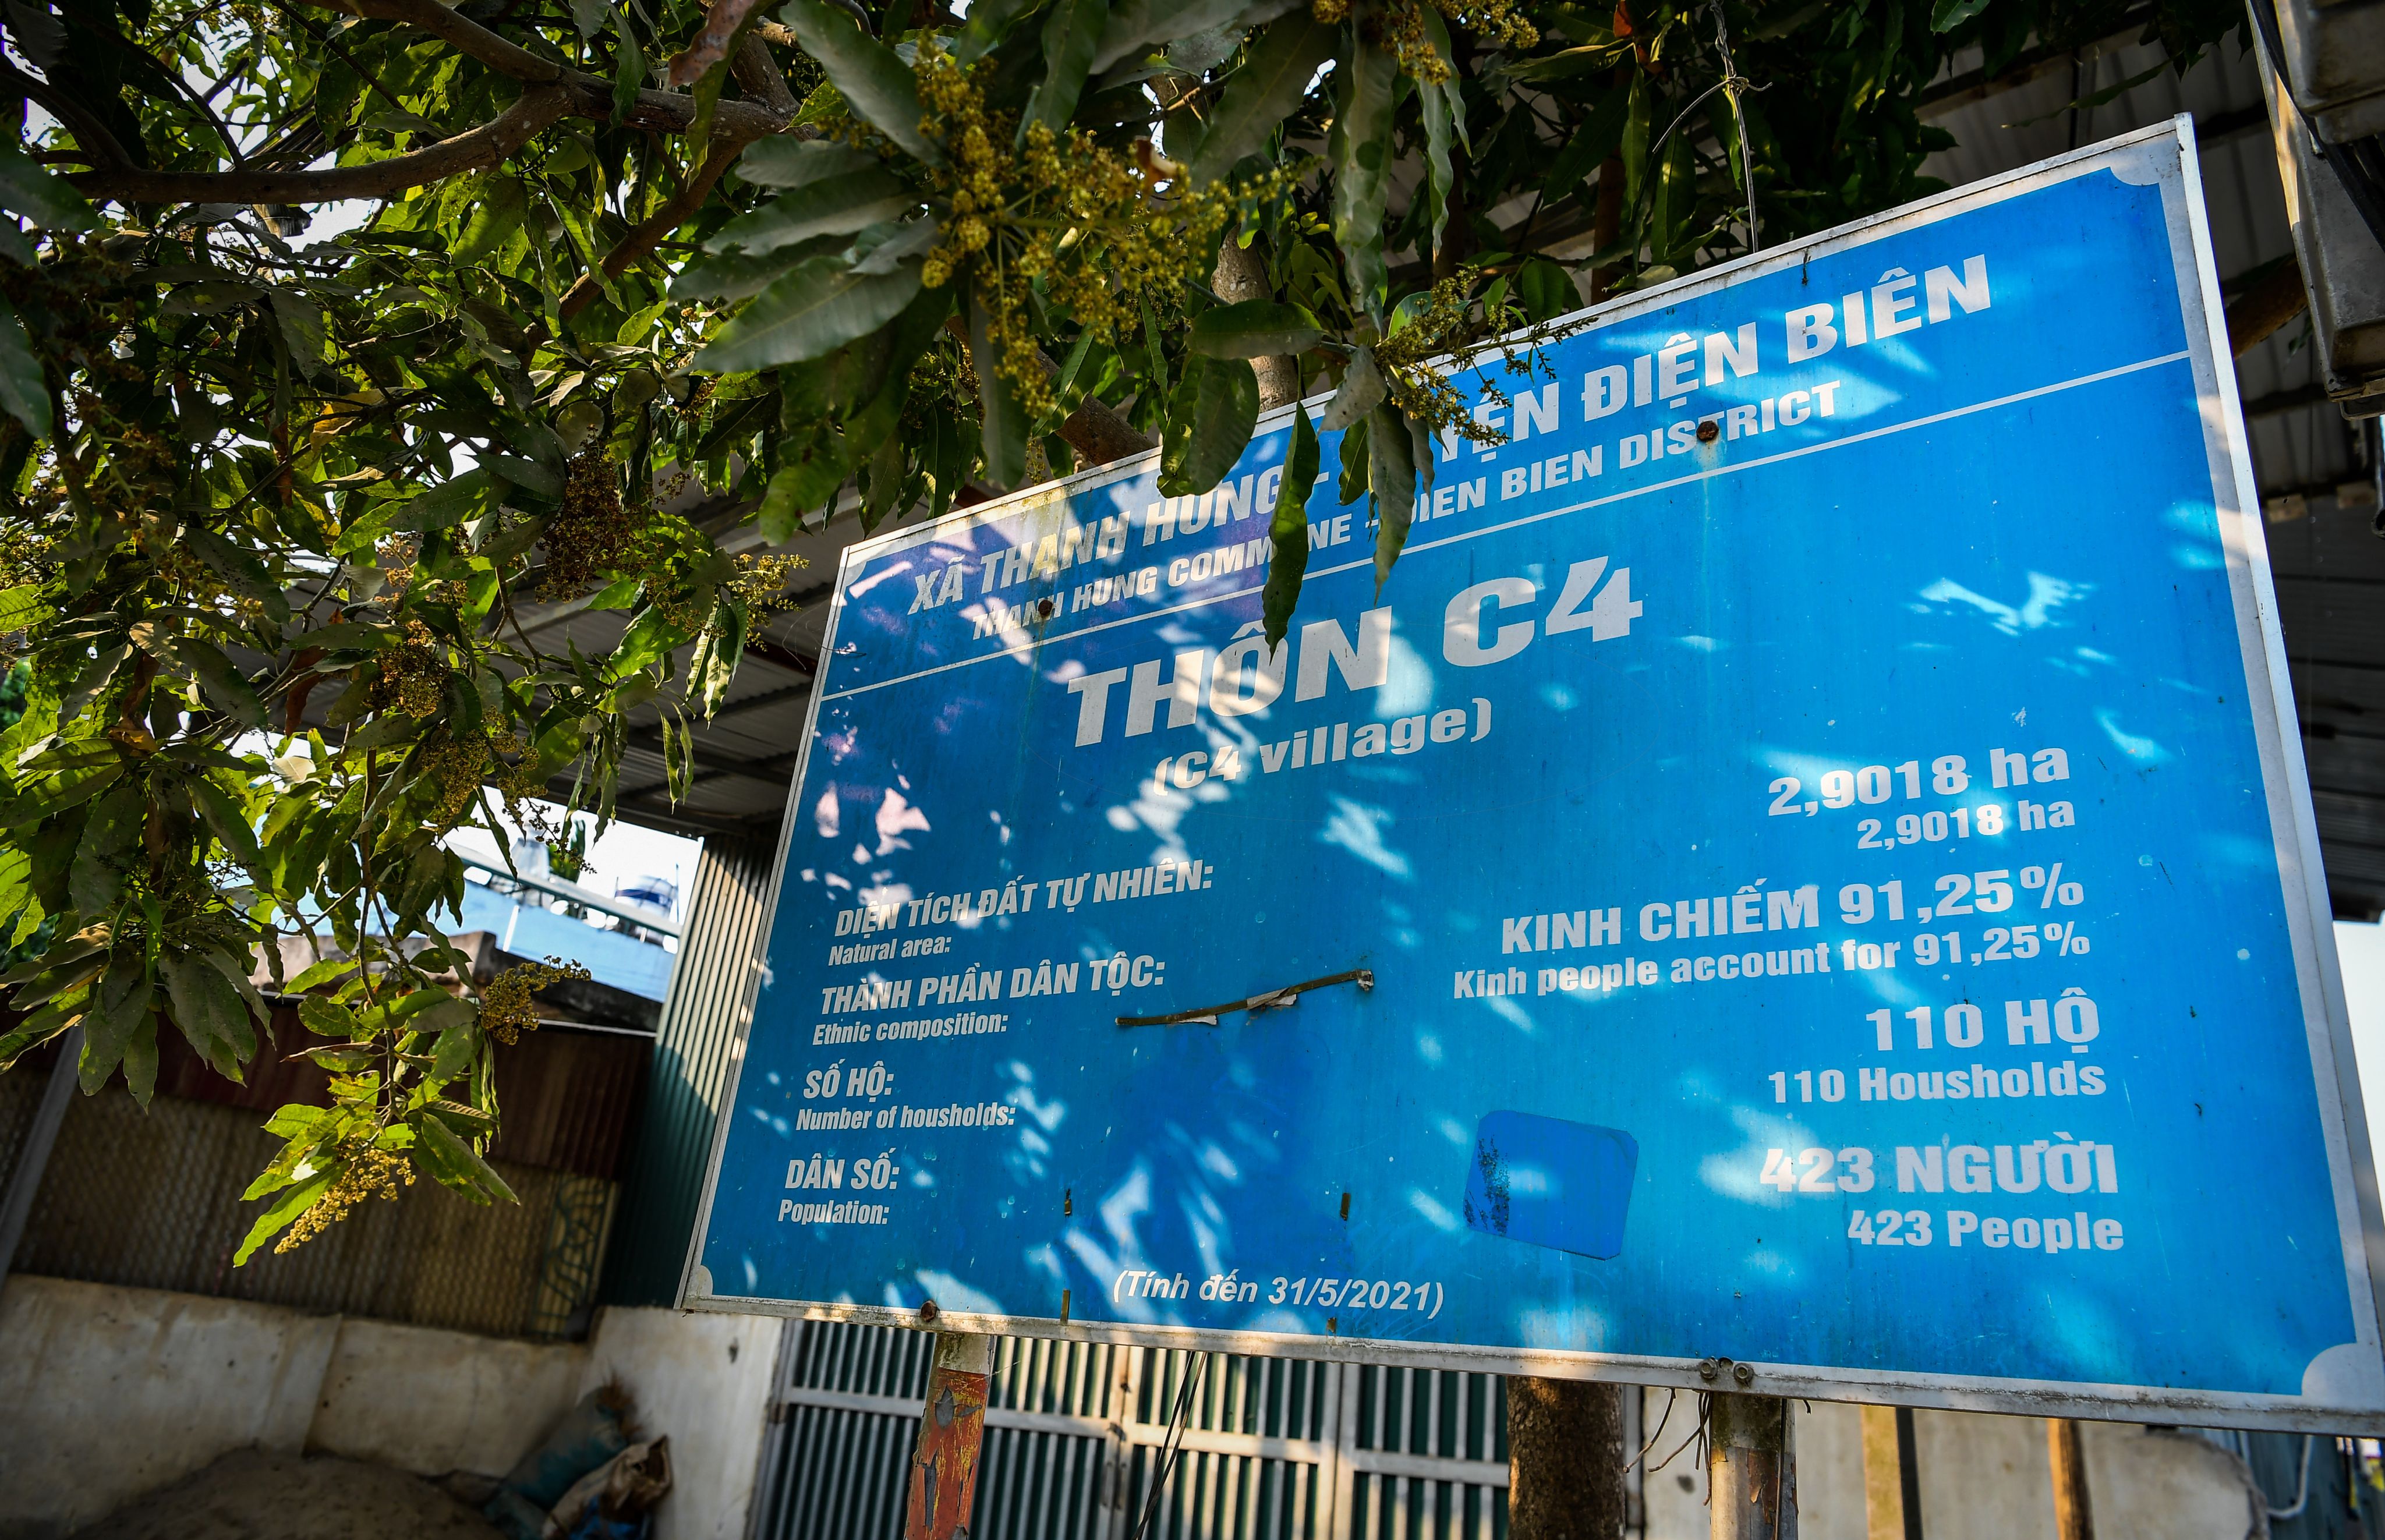 XÃ THANH HƯNG - HUYỆN ĐIỆN BIÊN
THANH HUNG COMMUNE - DIEN BIEN DISTRICT
THÔN C4
(C4 village)
DIỆN TÍCH ĐẤT TỰ NHIÊN: 2,9018 ha
Natural area: 2,9018 ha
THÀNH PHẦN DÂN TỘC: KINH CHIẾM 91,25%
Ethnic composition: Kinh people account for 91,25%
SỐ HỘ: 110 HỘ
Number of housholds: 110 Housholds
DÂN SỐ: 423 NGƯỜI
Population: 423 People
(Tính đến 31/5/2021)